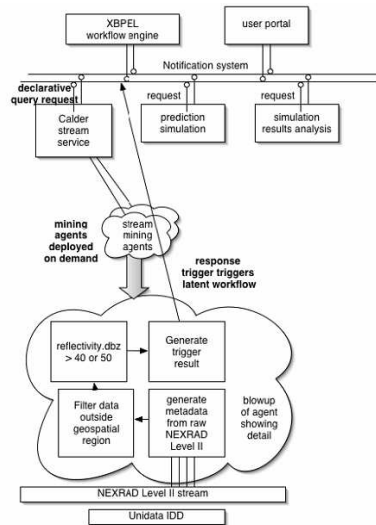 XBPEL
workflow engine
user portal
Notification system
declarative
query request
request
request
Calder
stream
service
prediction
simulation
simulation
results analysis
mining
agents
deployed
on demand
stream
mining
agents
response
trigger triggers
latent workflow
reflectivity.dbz
> 40 or 50
Generate
trigger
result
Filter data
outside
geospatial
region
generate
metadata
from raw
NEXRAD
Level II
blowup
of agent
showing
detail
NEXRAD Level II stream
Unidata IDD